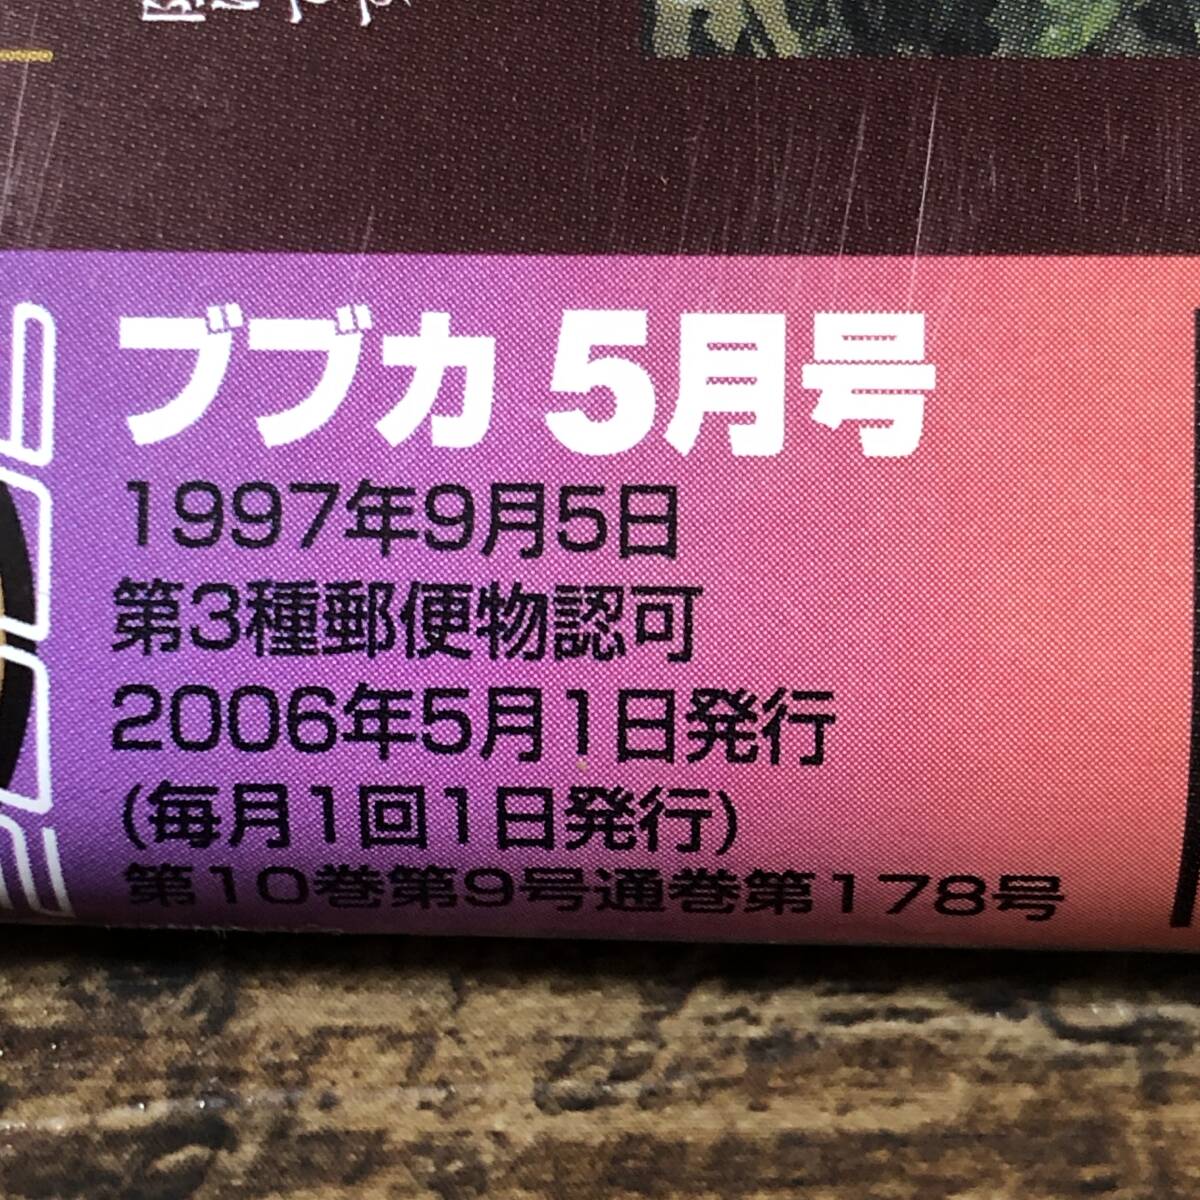 ブブカ 5月号
1997年9月5日
第3種郵便物認可
2006年5月1日発行
(毎月1回1日発行)
第10巻第9号通巻第178号